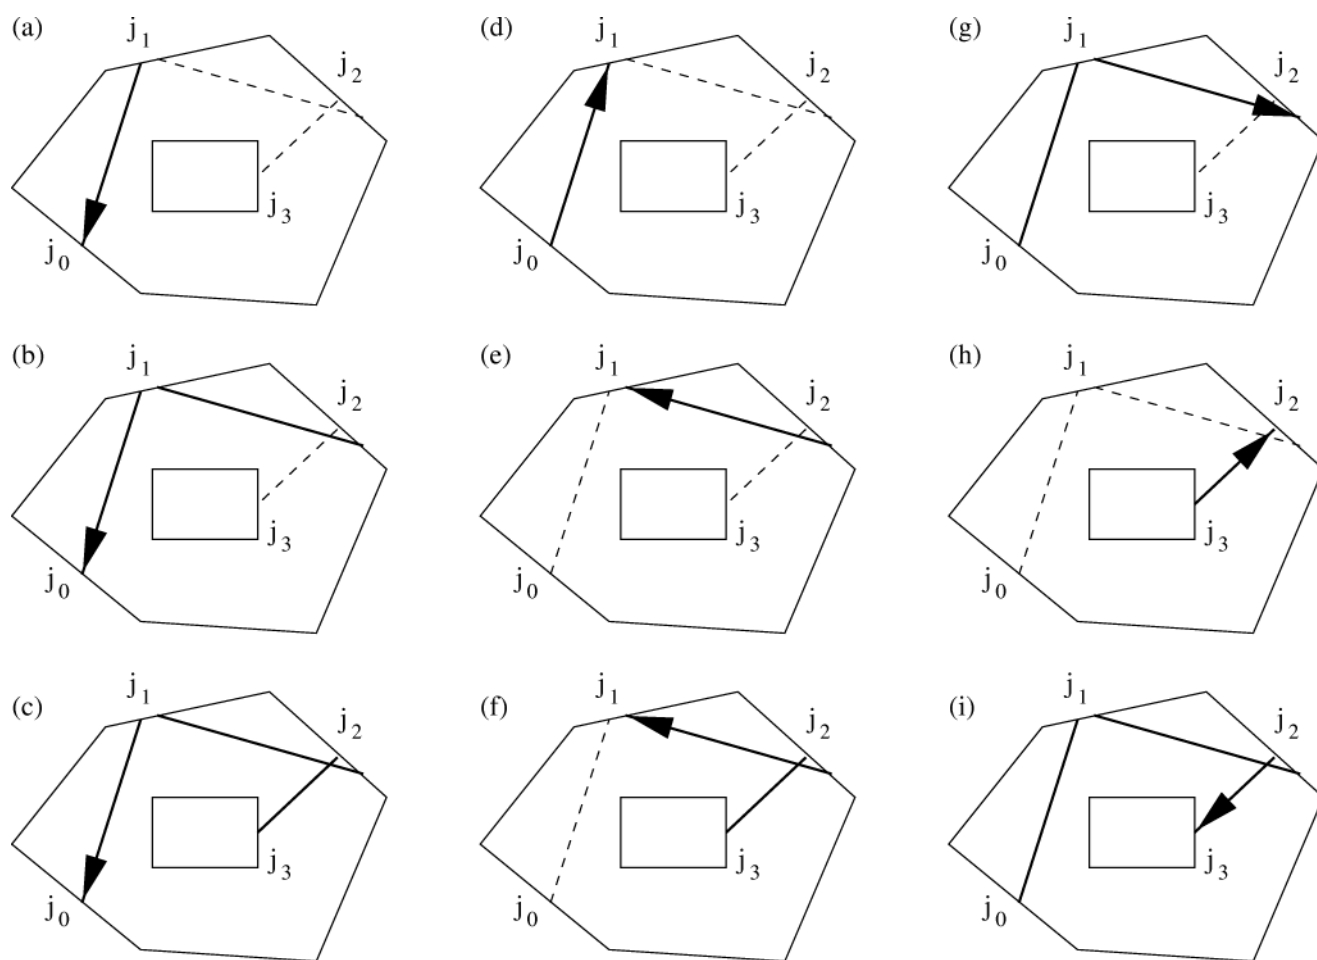 (a) j₁ j₂ j₃ j₀
(d) j₁ j₂ j₃ j₀
(g) j₁ j₂ j₃ j₀
(b) j₁ j₂ j₃ j₀
(e) j₁ j₂ j₃ j₀
(h) j₁ j₂ j₃ j₀
(c) j₁ j₂ j₃ j₀
(f) j₁ j₂ j₃ j₀
(i) j₁ j₂ j₃ j₀